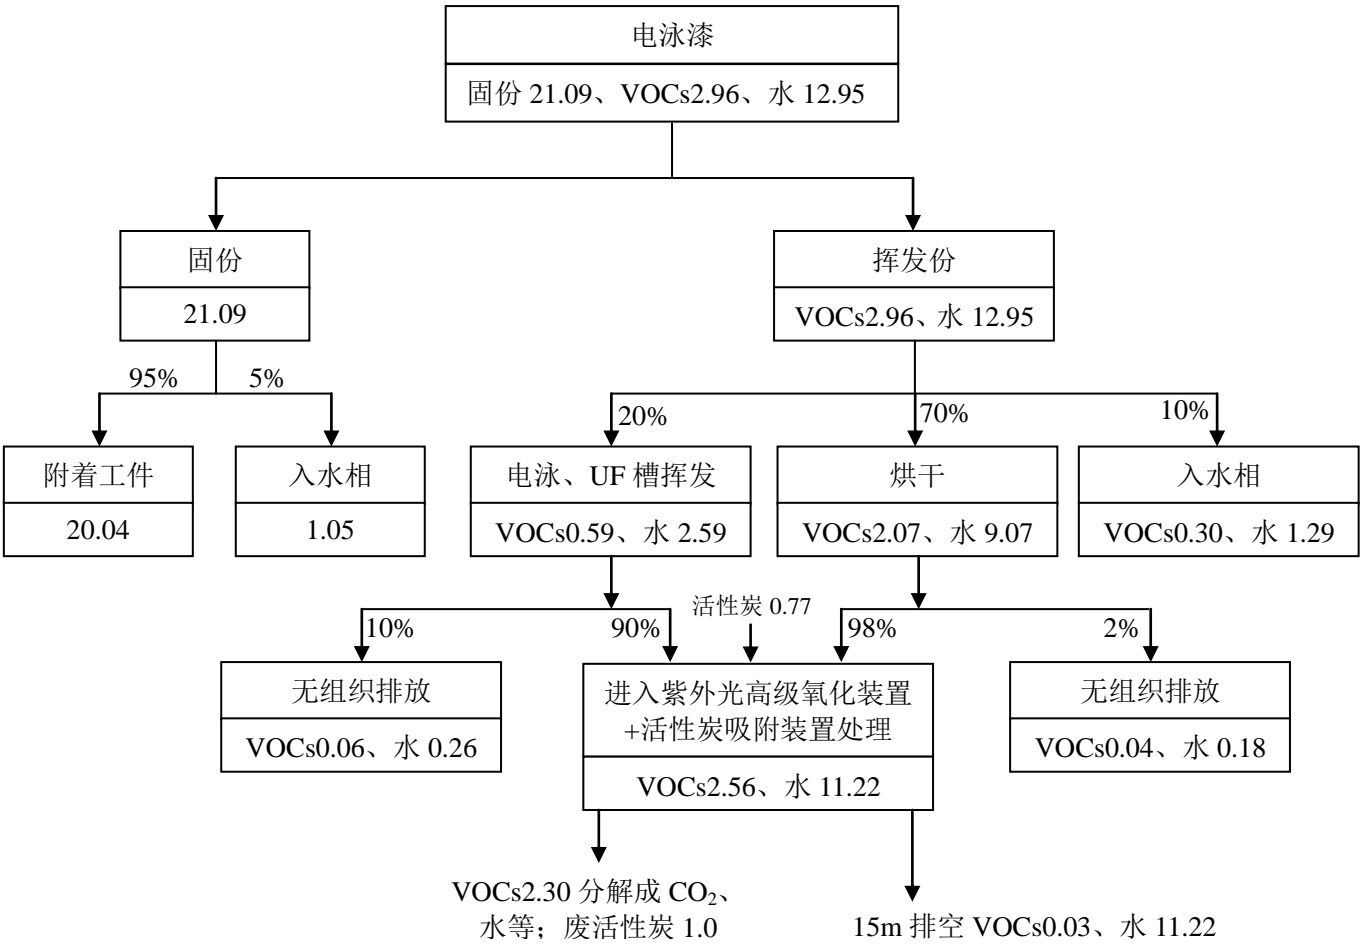 电泳漆
固份 21.09、VOCs2.96、水 12.95
固份
21.09
挥发份
VOCs2.96、水 12.95
95%
5%
20%
70%
10%
附着工件
20.04
入水相
1.05
电泳、UF 槽挥发
VOCs0.59、水 2.59
烘干
VOCs2.07、水 9.07
入水相
VOCs0.30、水 1.29
10%
90%
活性炭 0.77
98%
2%
无组织排放
VOCs0.06、水 0.26
进入紫外光高级氧化装置
+活性炭吸附装置处理
VOCs2.56、水 11.22
无组织排放
VOCs0.04、水 0.18
VOCs2.30 分解成 CO₂、
水等；废活性炭 1.0
15m 排空 VOCs0.03、水 11.22